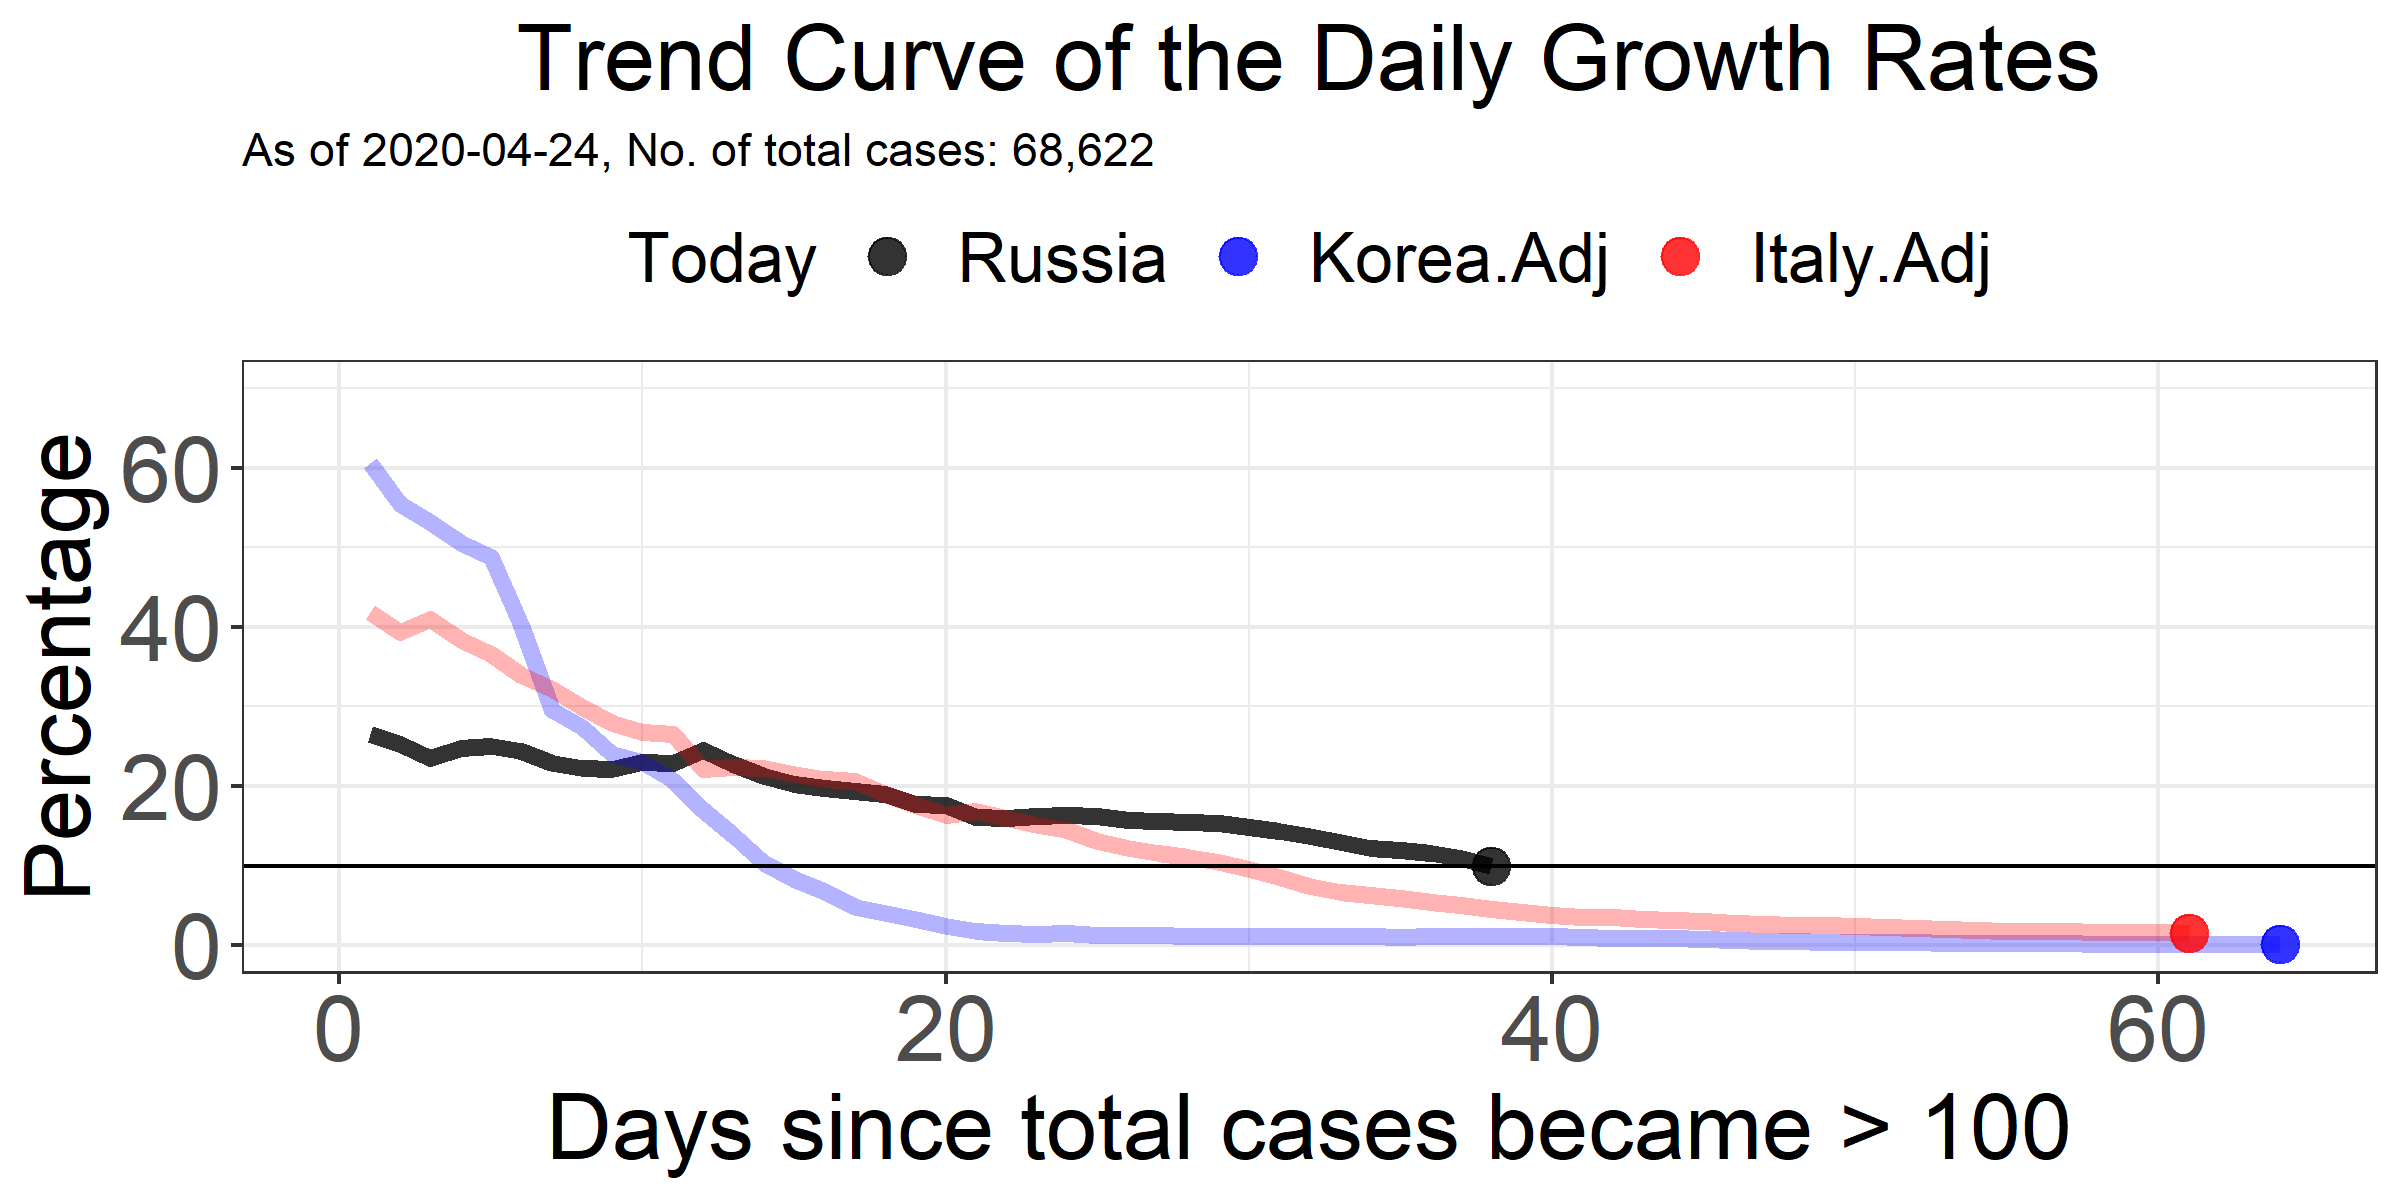 Trend Curve of the Daily Growth Rates
As of 2020-04-24, No. of total cases: 68,622
Today Russia Korea.Adj Italy.Adj
Percentage
60
40
20
0
0 20 40 60
Days since total cases became > 100